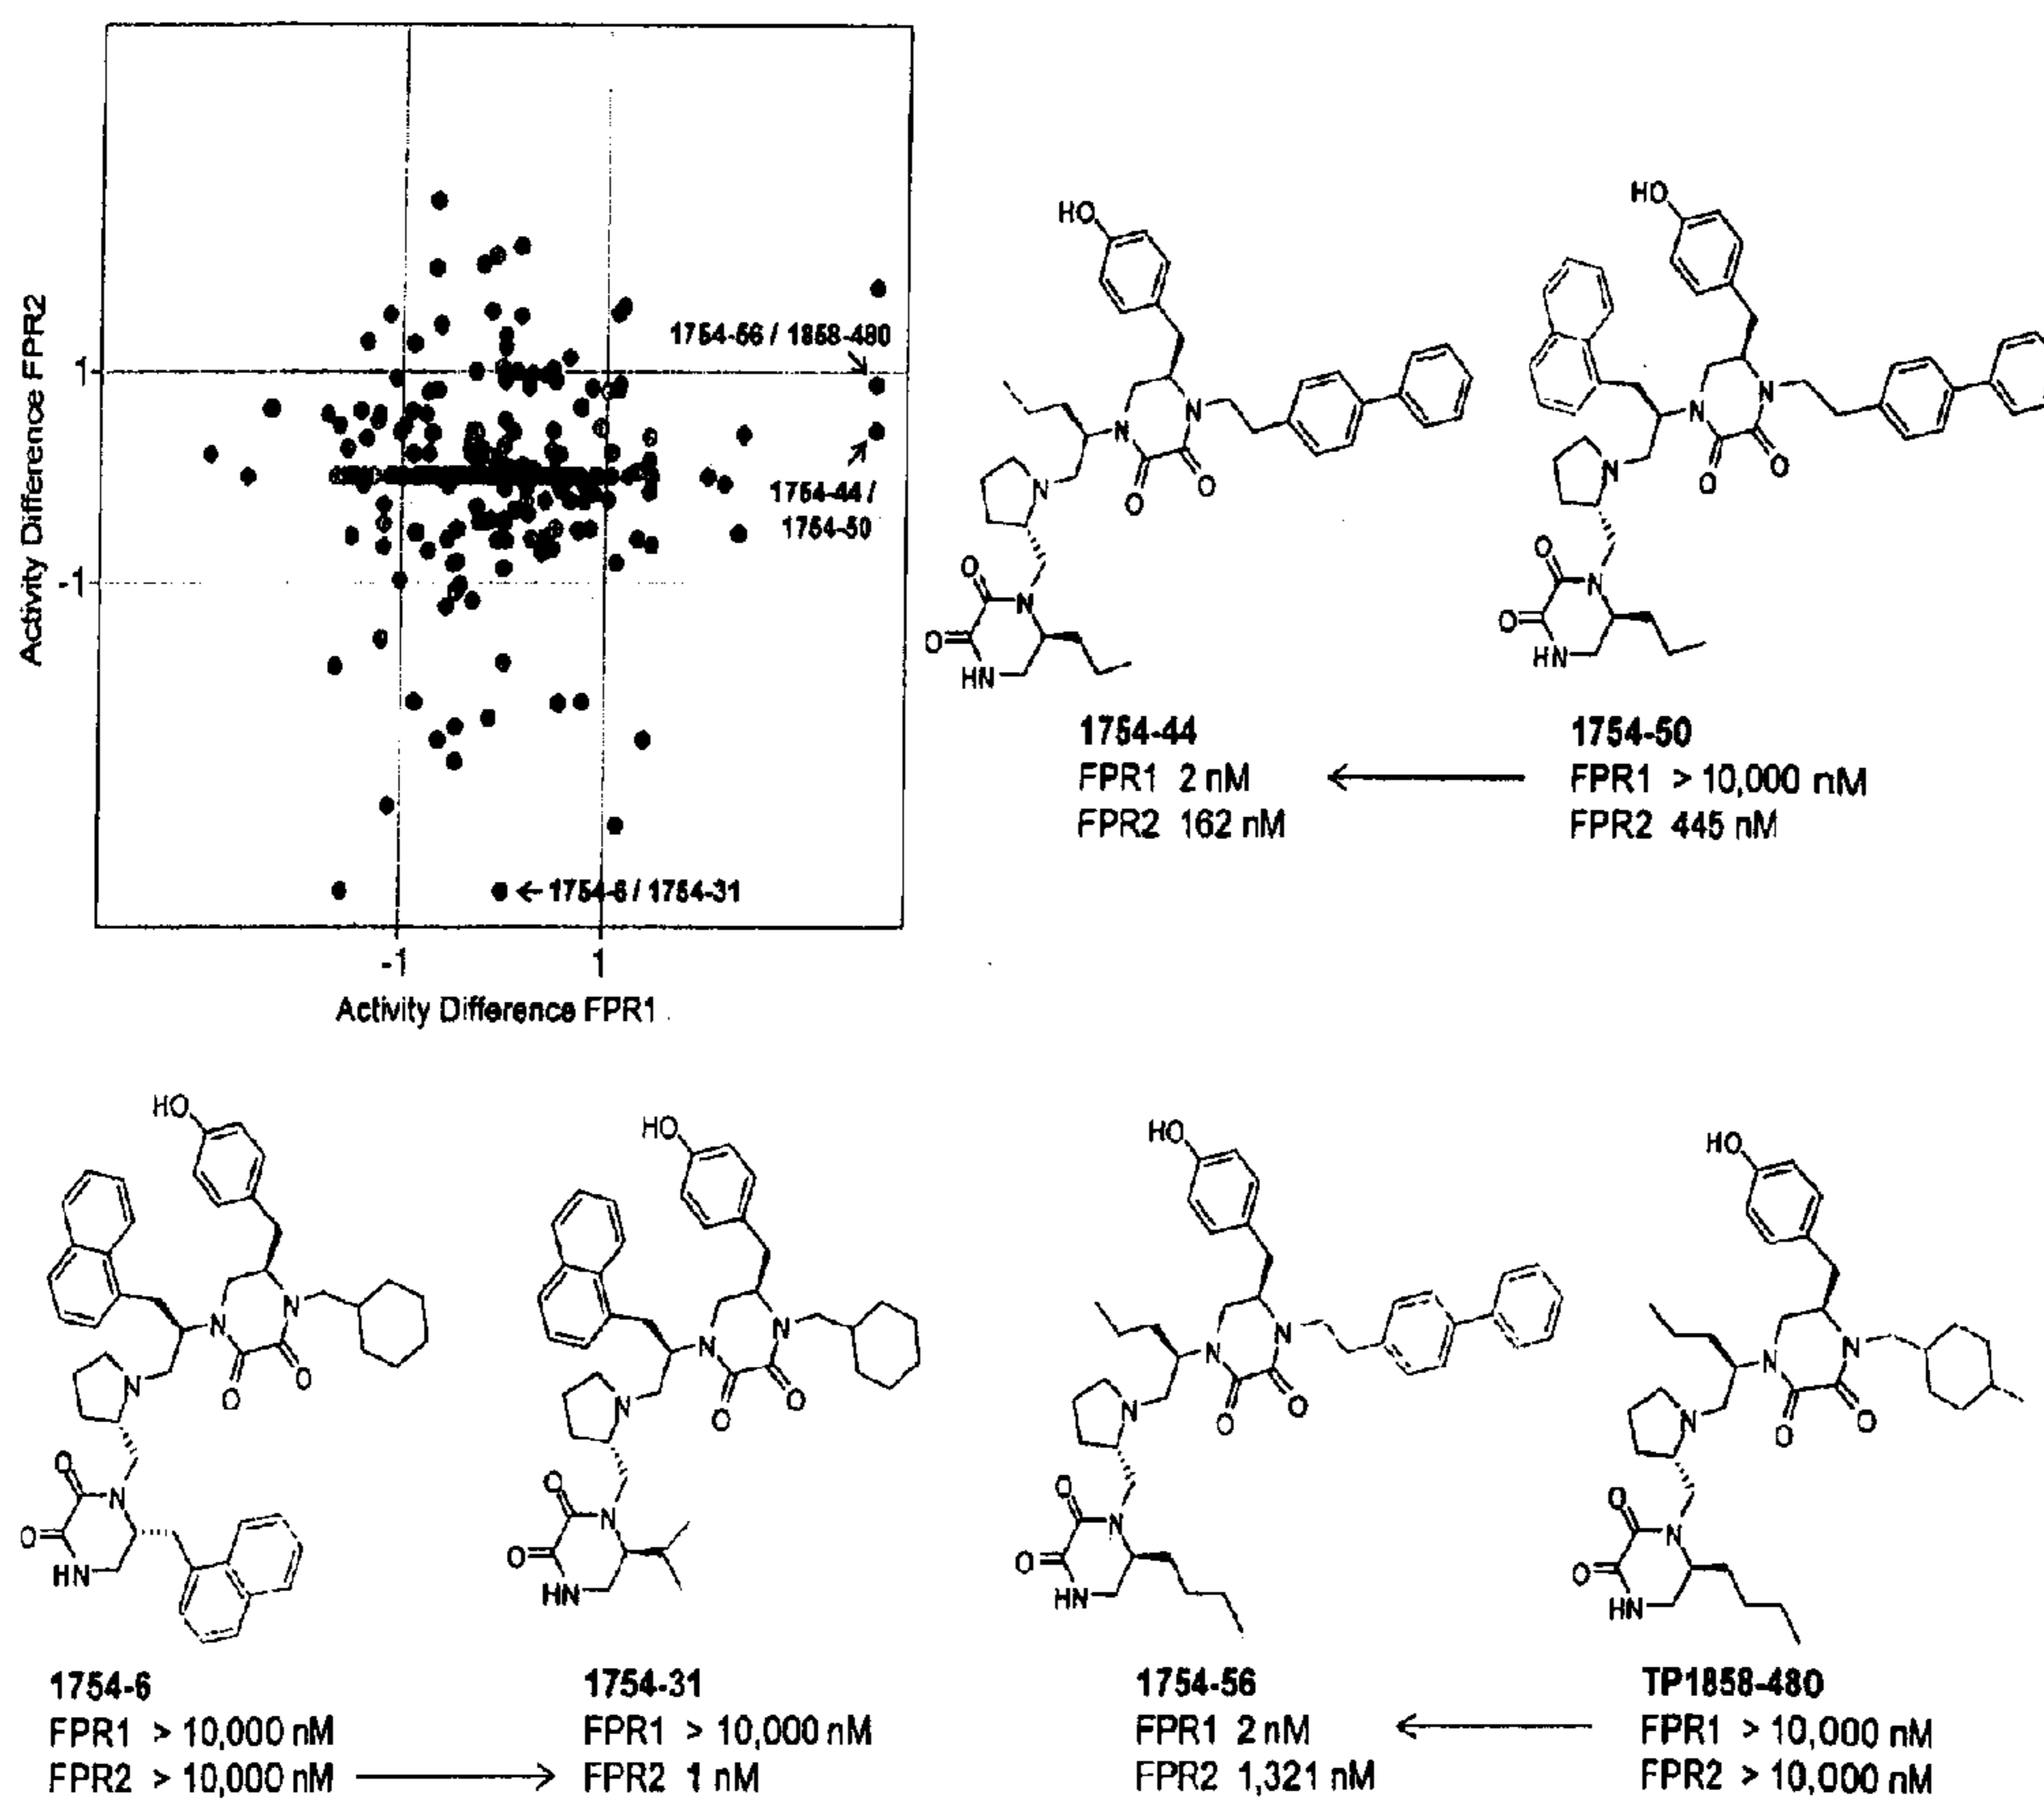 Activity Difference FPR2
1
-1
1754-56 / 1858-480
1754-44 /
1754-50
1754-6 / 1754-31
-1
1
Activity Difference FPR1
HO
N
N
O
O
N
O
N
O
HN
1754-44
FPR1 2 nM
FPR2 162 nM
HO
N
N
O
O
N
O
N
O
HN
1754-50
FPR1 > 10,000 nM
FPR2 445 nM
HO
N
N
O
O
N
O
N
O
HN
1754-6
FPR1 > 10,000 nM
FPR2 > 10,000 nM
HO
N
N
O
O
N
O
N
O
HN
1754-31
FPR1 > 10,000 nM
FPR2 1 nM
HO
N
N
O
O
N
O
N
O
HN
1754-56
FPR1 2 nM
FPR2 1,321 nM
HO
N
N
O
O
N
O
N
O
HN
TP1858-480
FPR1 > 10,000 nM
FPR2 > 10,000 nM